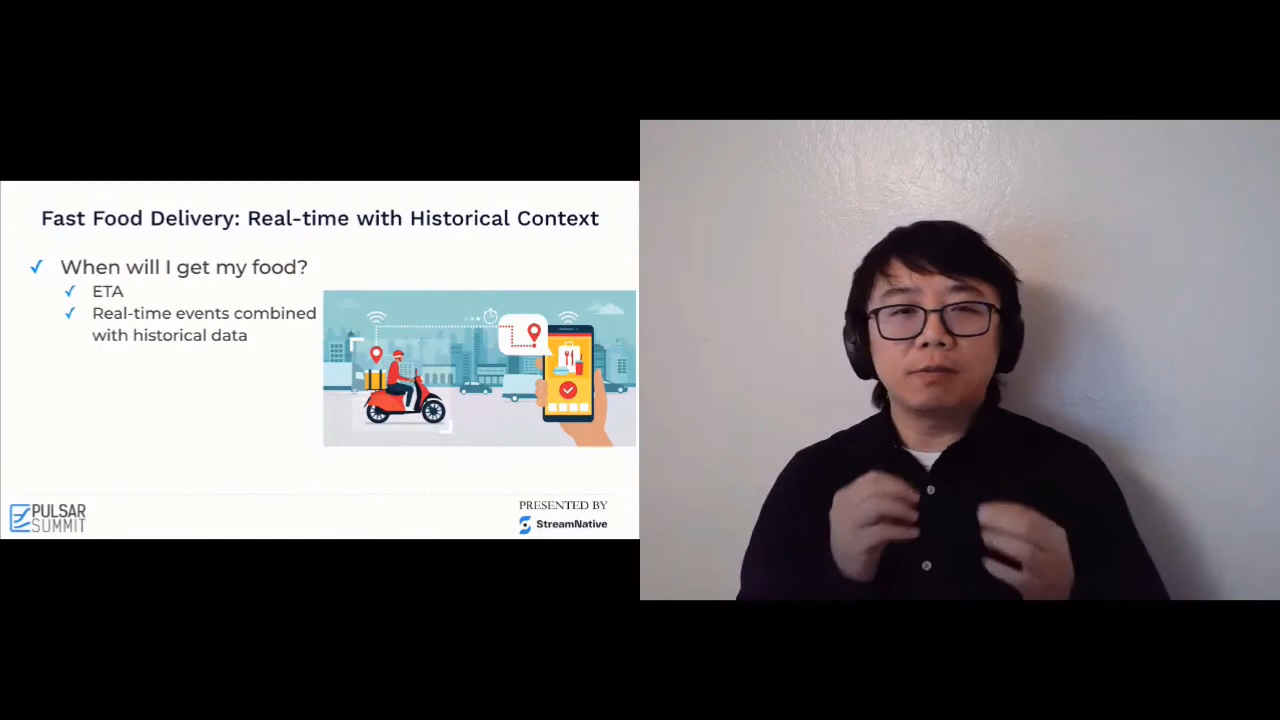 Fast Food Delivery: Real-time with Historical Context
When will I get my food?
ETA
Real-time events combined
with historical data
PULSAR
SUMMIT
PRESENTED BY
StreamNative